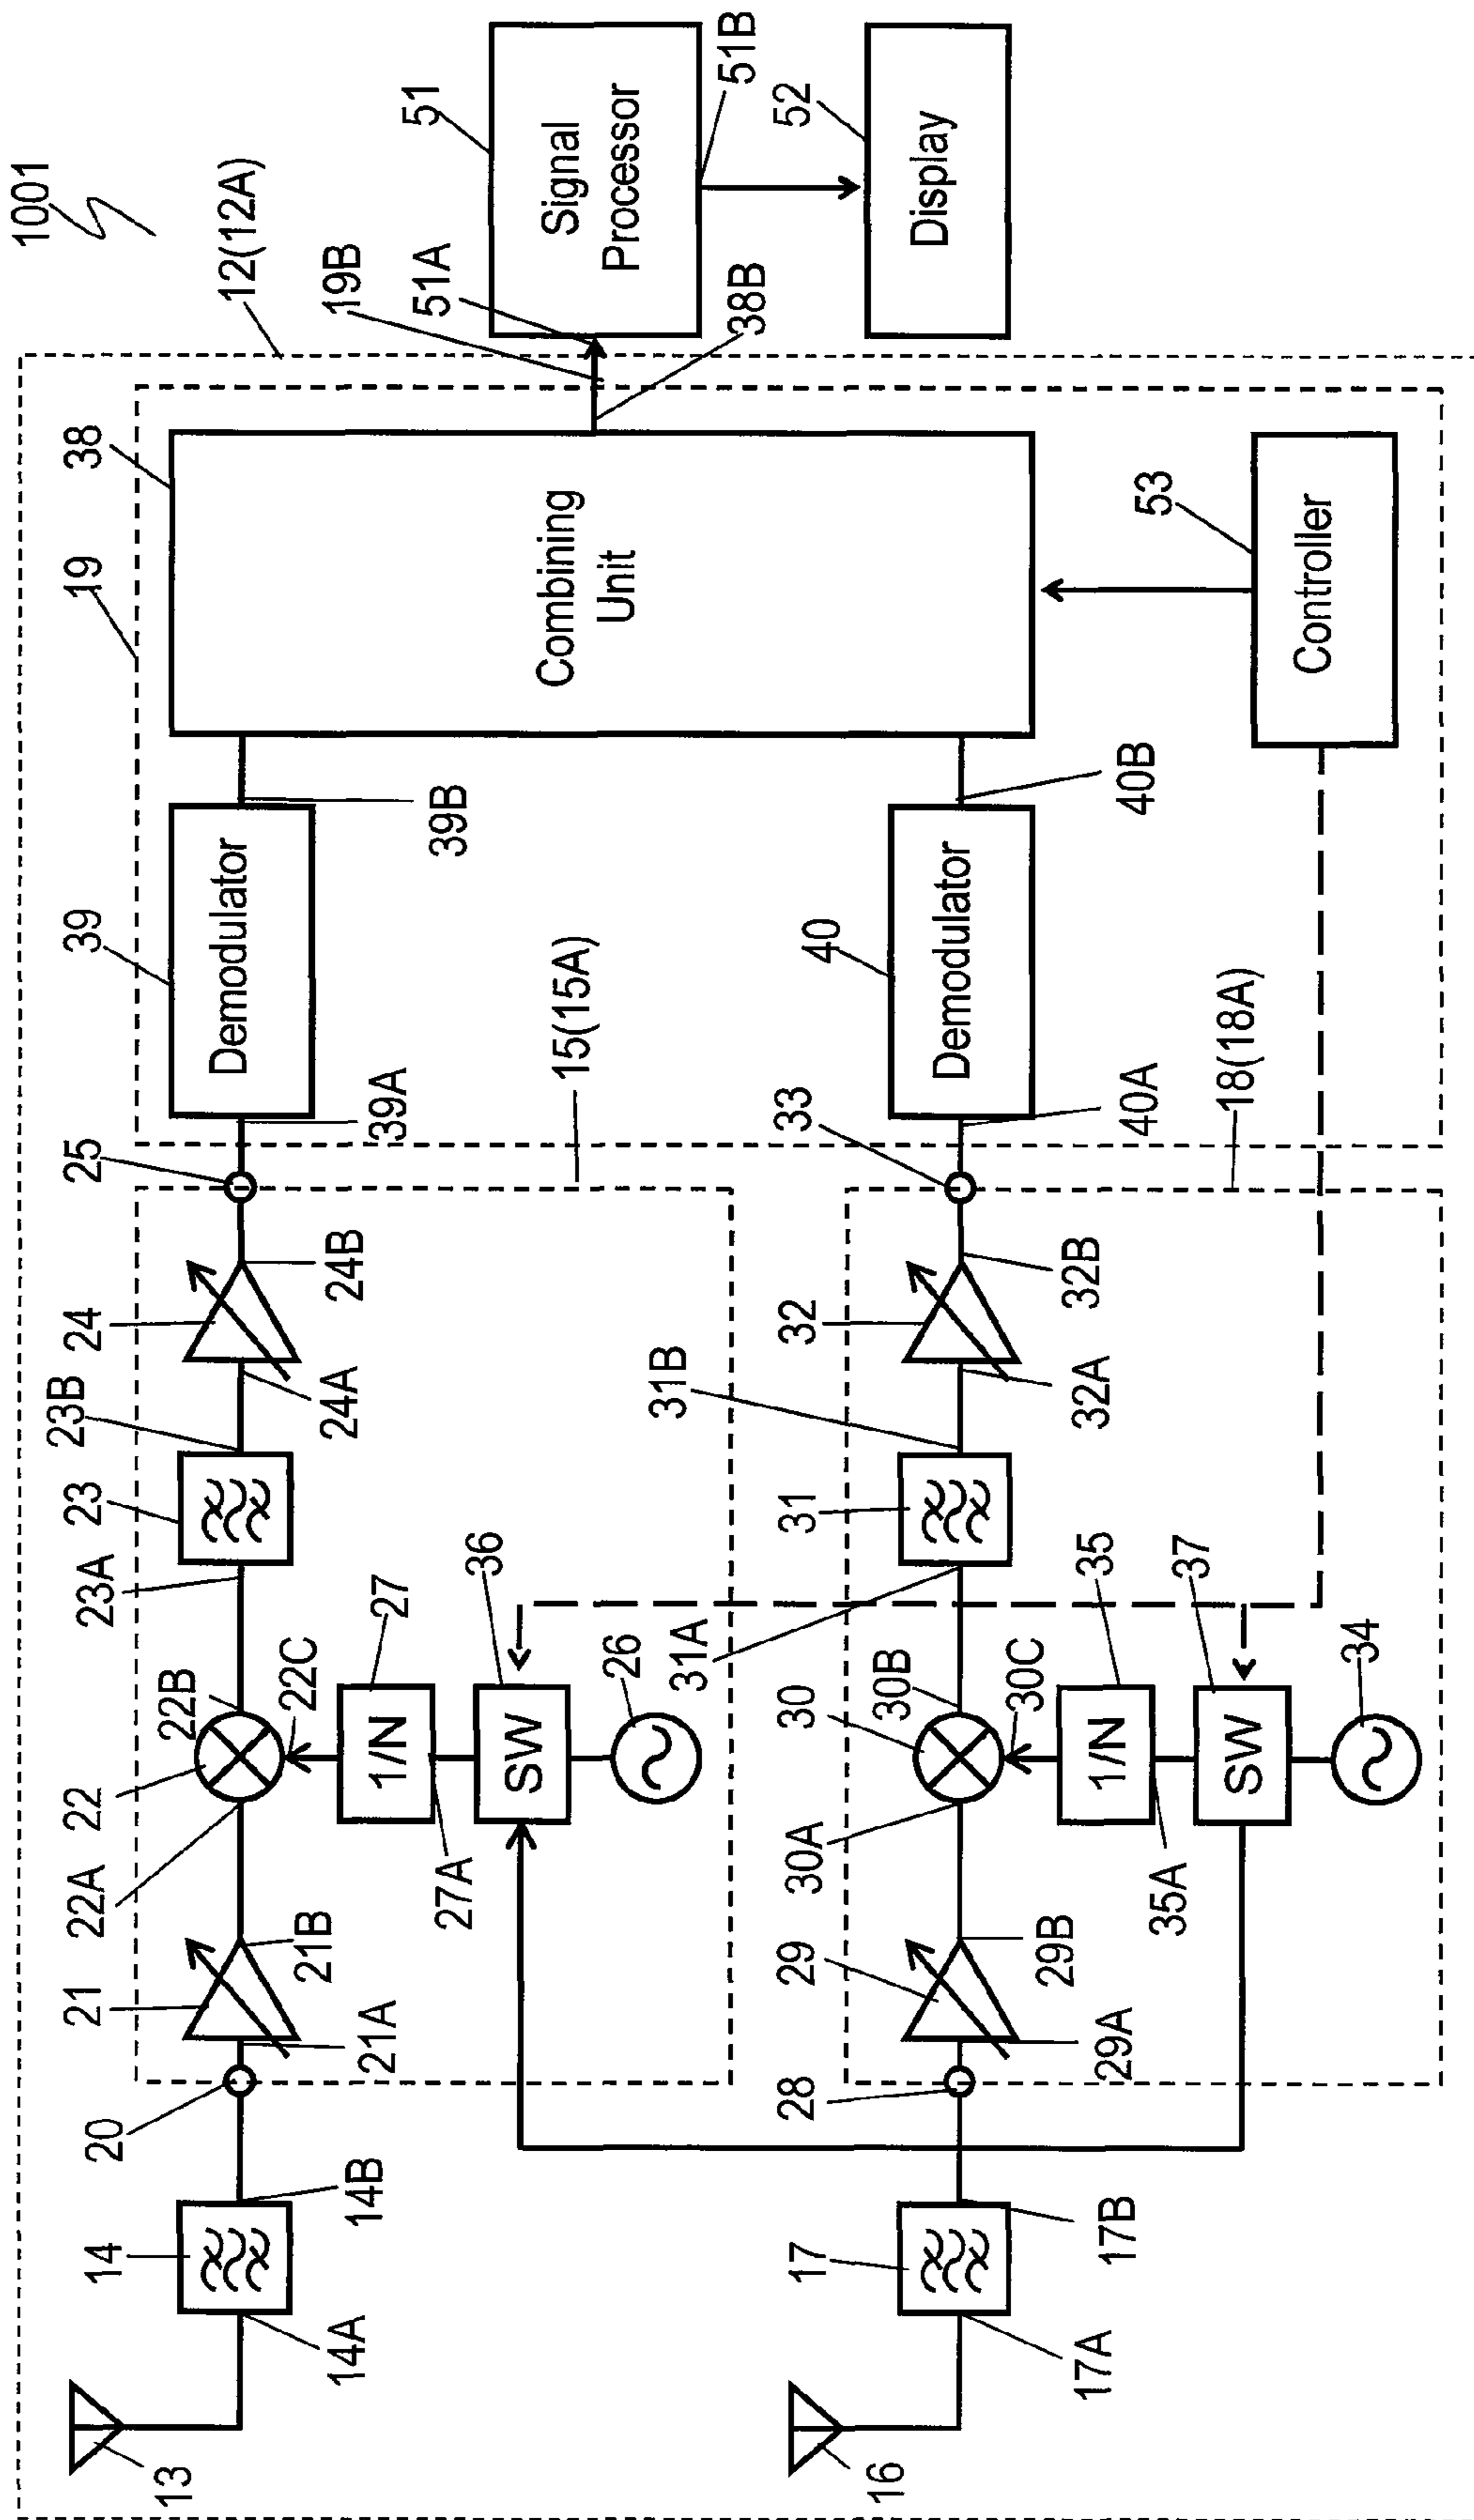 1001
12(12A)
19
38
51
Signal
Processor
51B
51A
19B
38B
52
Display
Combining
Unit
53
Controller
39
Demodulator
39B
39A
40
Demodulator
40B
40A
15(15A)
18(18A)
25
24
24B
24A
23B
23
23A
22B
22
22A
22C
27
1/N
27A
36
SW
26
21
21B
21A
20
14B
14
14A
13
33
32
32B
32A
31B
31
31A
30B
30
30A
30C
35
1/N
35A
37
SW
34
29
29B
29A
28
17B
17
17A
16